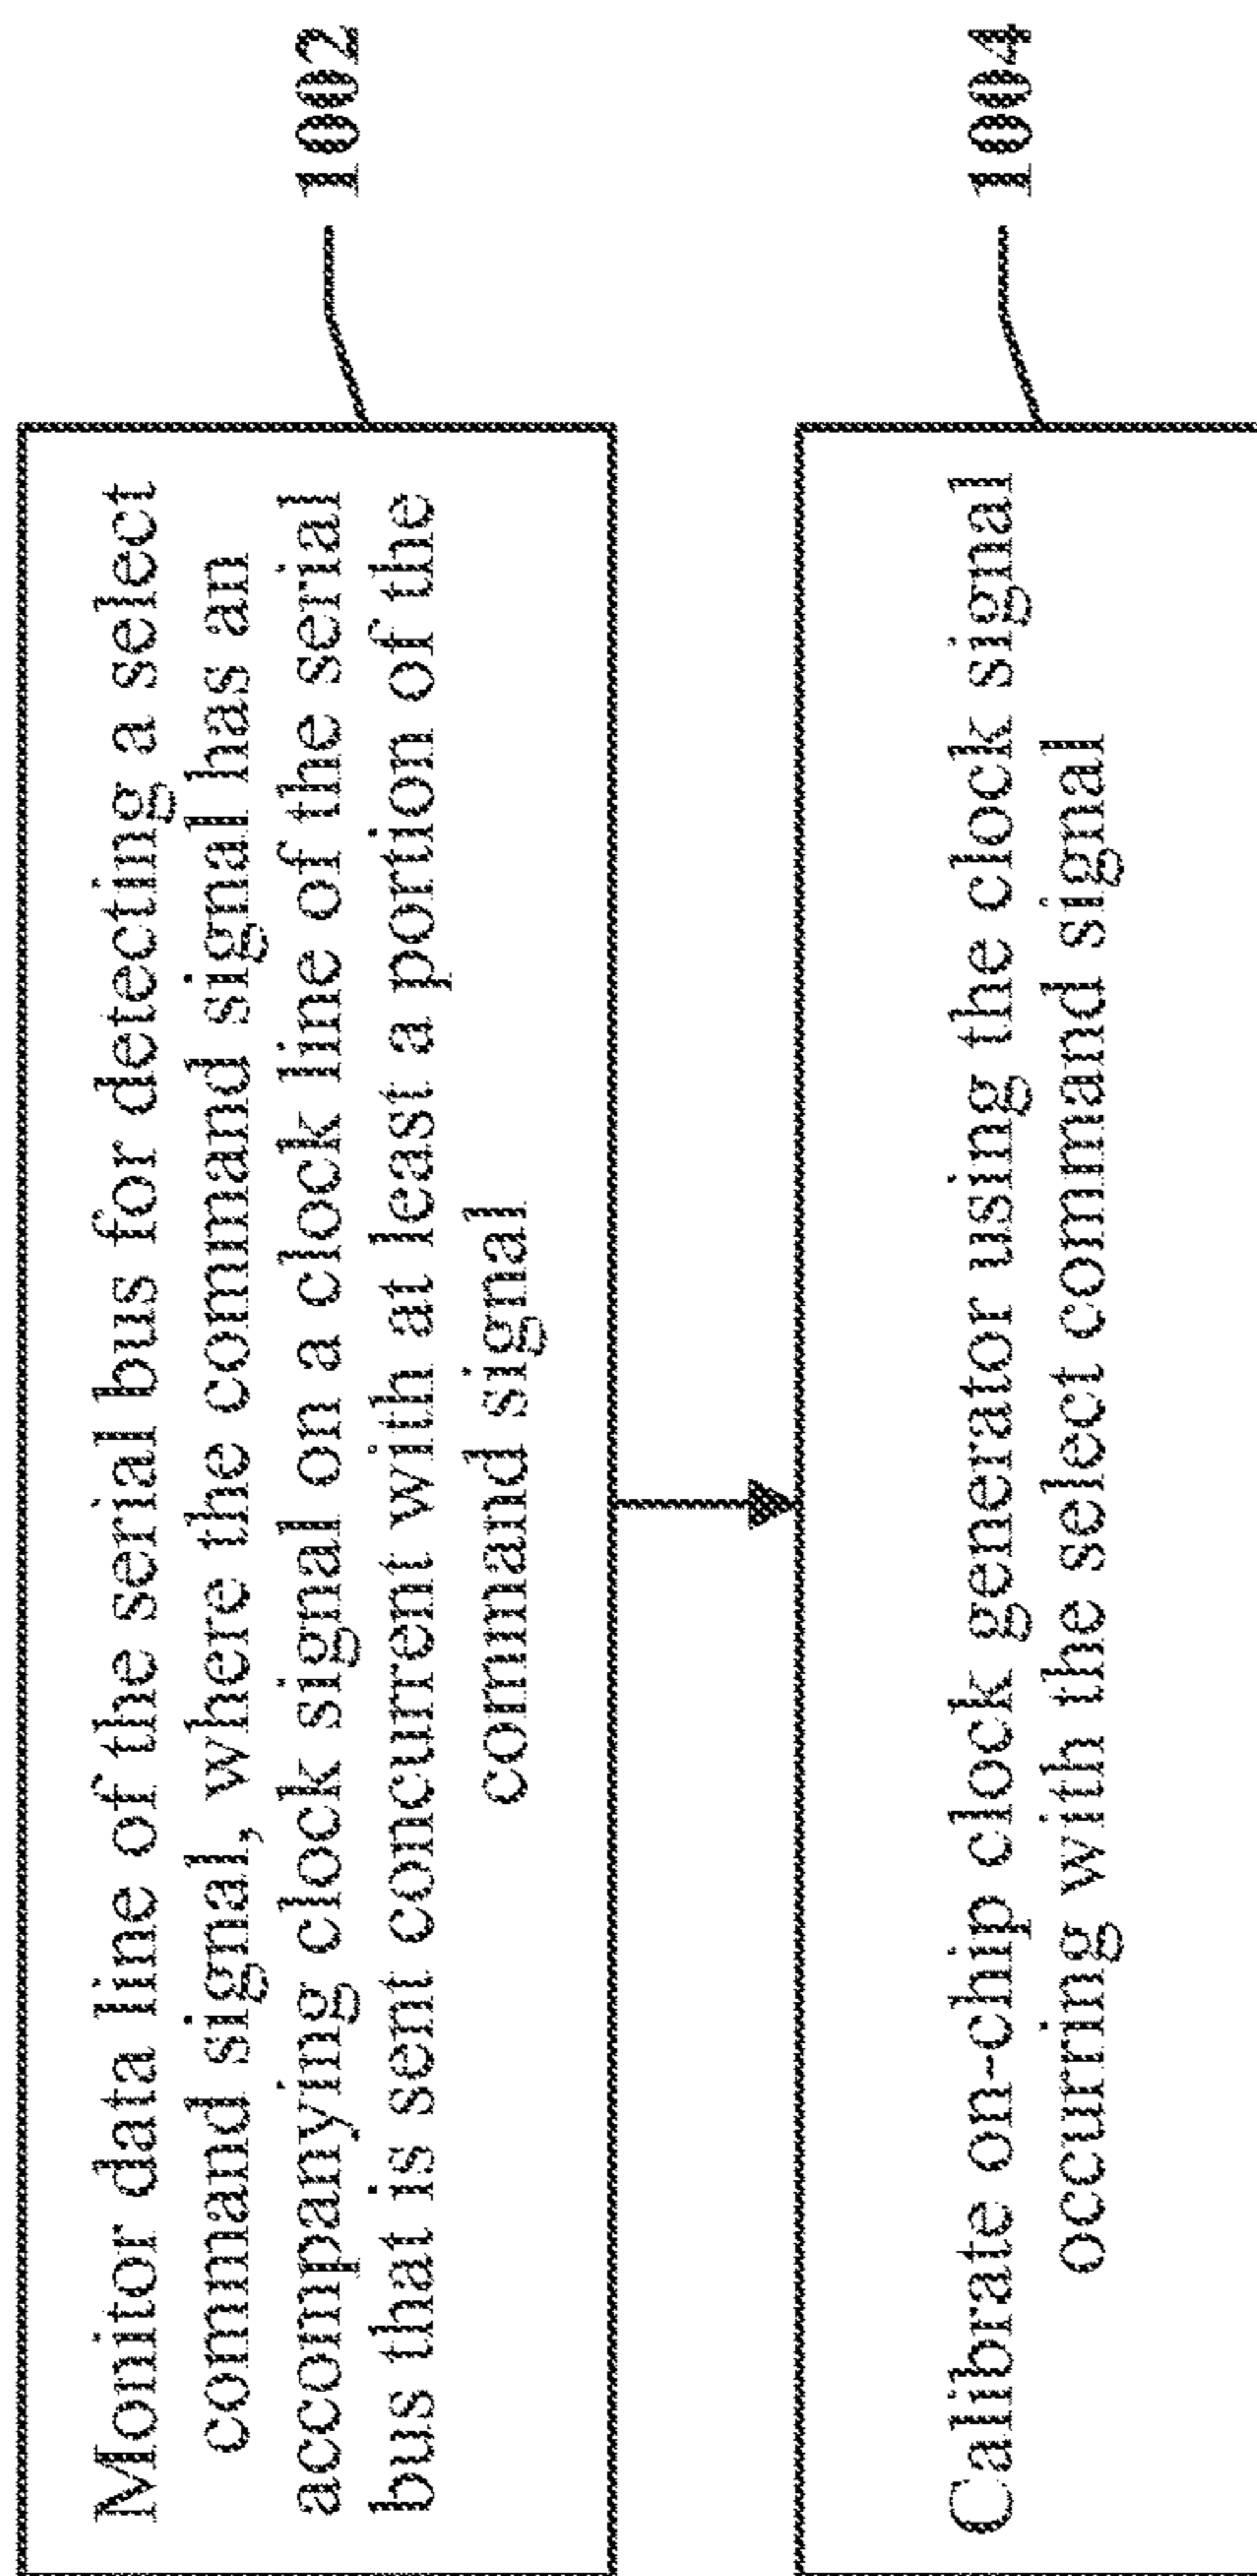 Monitor data line of the serial bus for detecting a select
command signal, where the command signal has an
accompanying clock signal on a clock line of the serial
bus that is sent concurrent with at least a portion of the
command signal
1002
Calibrate on-chip clock generator using the clock signal
occurring with the select command signal
1004